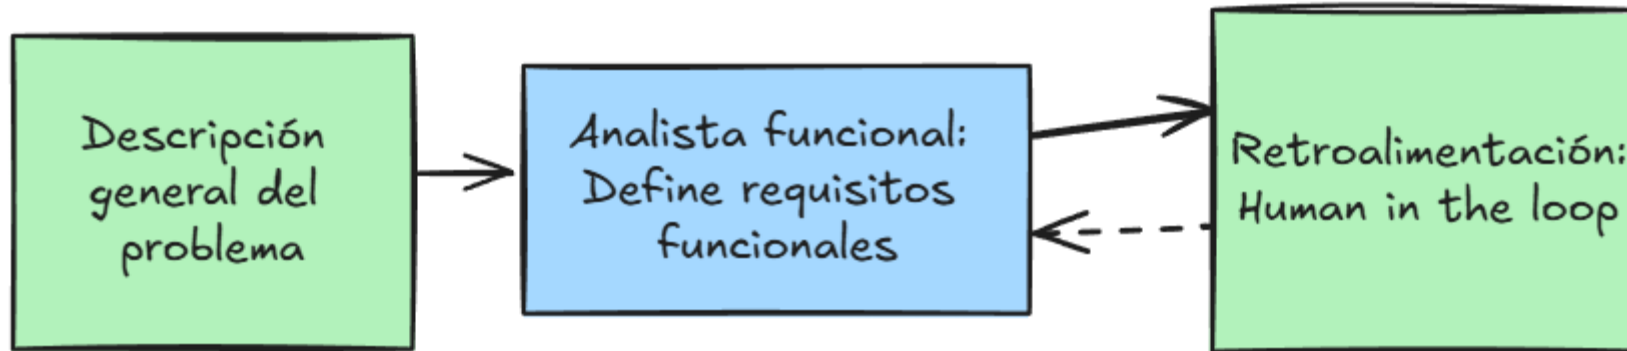 Descripción
general del
problema
Analista funcional:
Define requisitos
funcionales
Retroalimentación:
Human in the loop